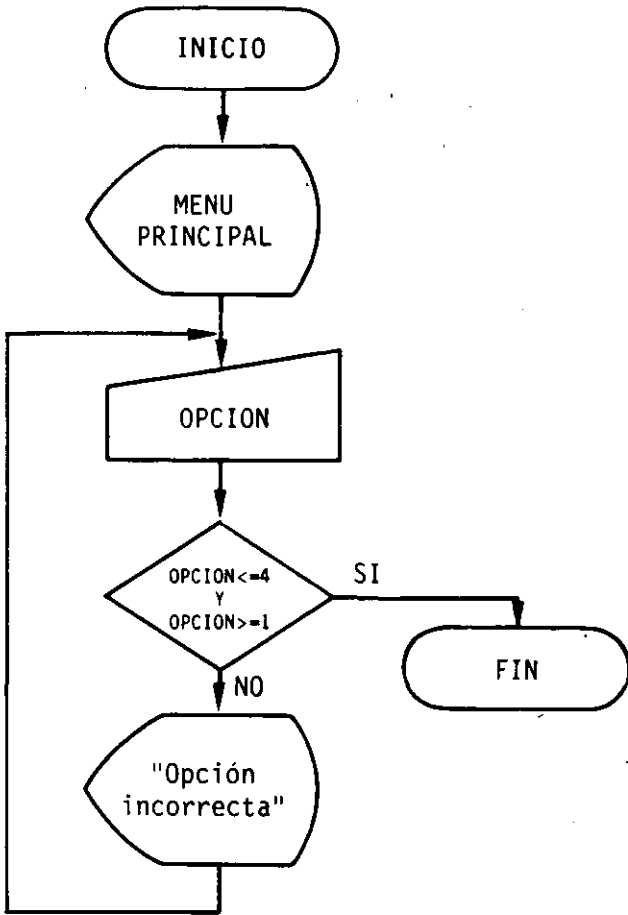 INICIO
MENU
PRINCIPAL
OPCION
OPCION<=4
Y
OPCION>=1
SI
FIN
NO
"Opción
incorrecta"